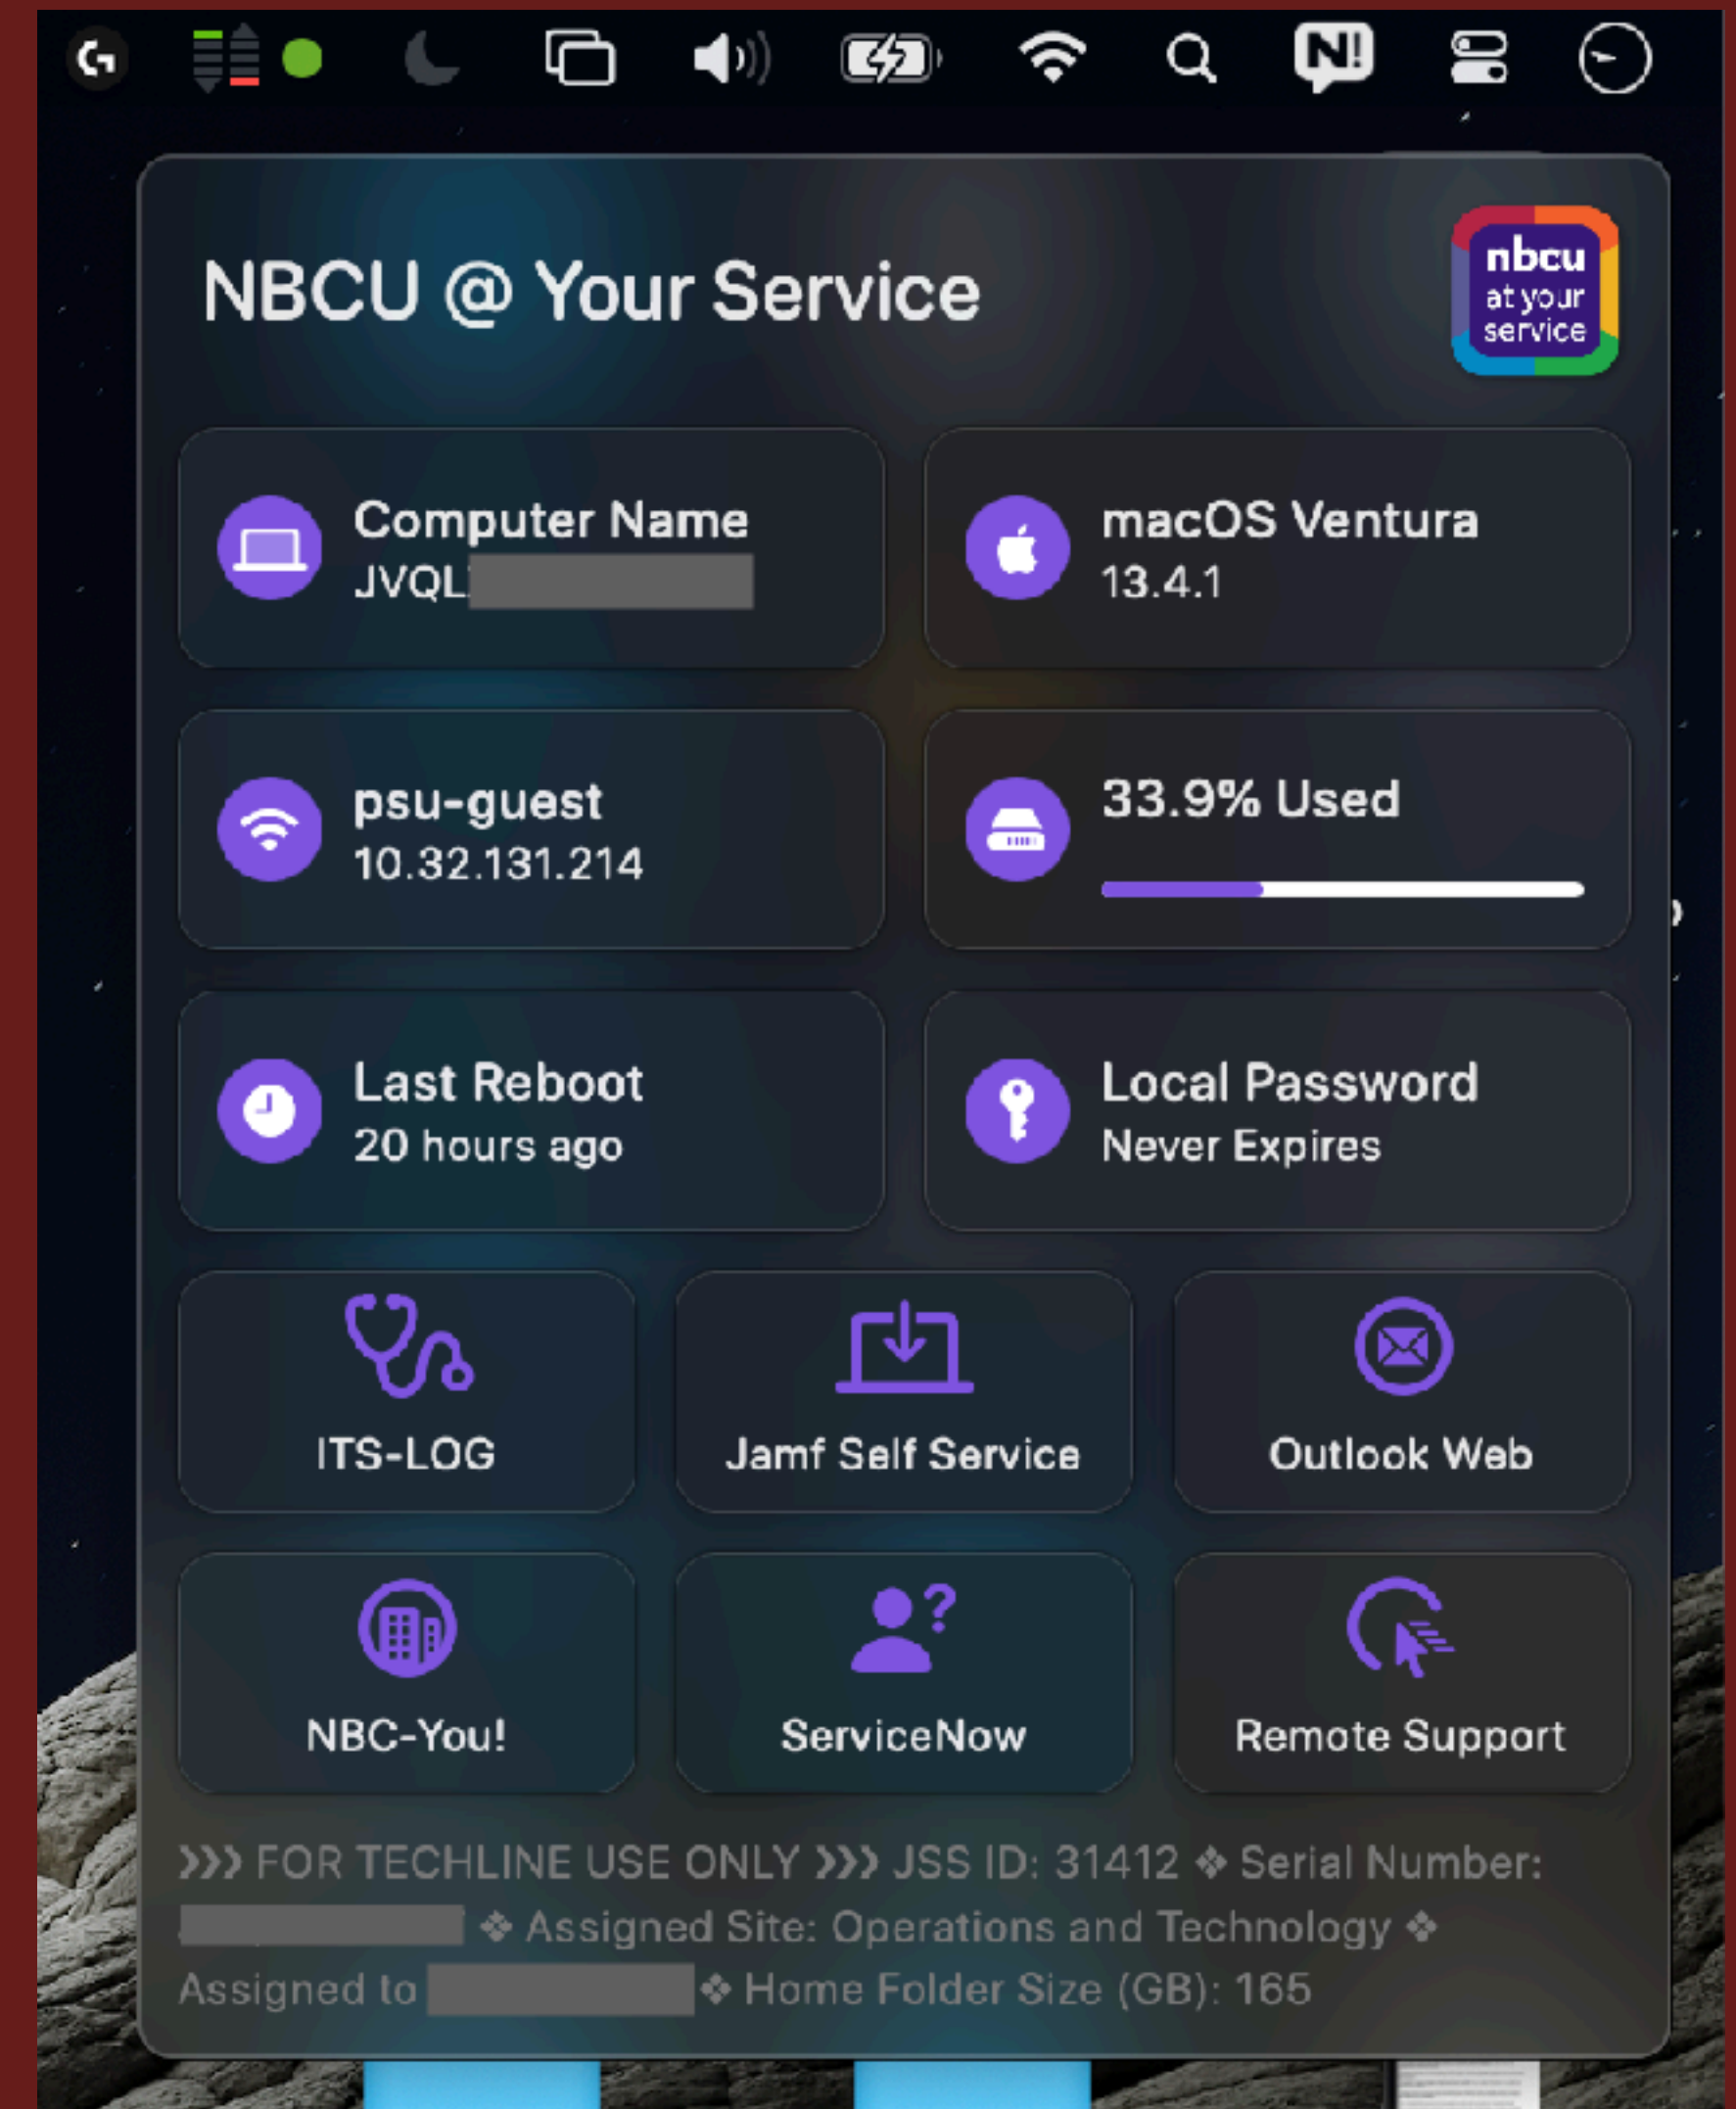 NBCU @ Your Service
nbcu
at your
service
Computer Name
JVQL
macOS Ventura
13.4.1
psu-guest
10.32.131.214
33.9% Used
Last Reboot
20 hours ago
Local Password
Never Expires
ITS-LOG
Jamf Self Service
Outlook Web
NBC-You!
ServiceNow
Remote Support
❯❯❯ FOR TECHLINE USE ONLY ❯❯❯ JSS ID: 31412 ❖ Serial Number:
❖ Assigned Site: Operations and Technology ❖
Assigned to ❖ Home Folder Size (GB): 165